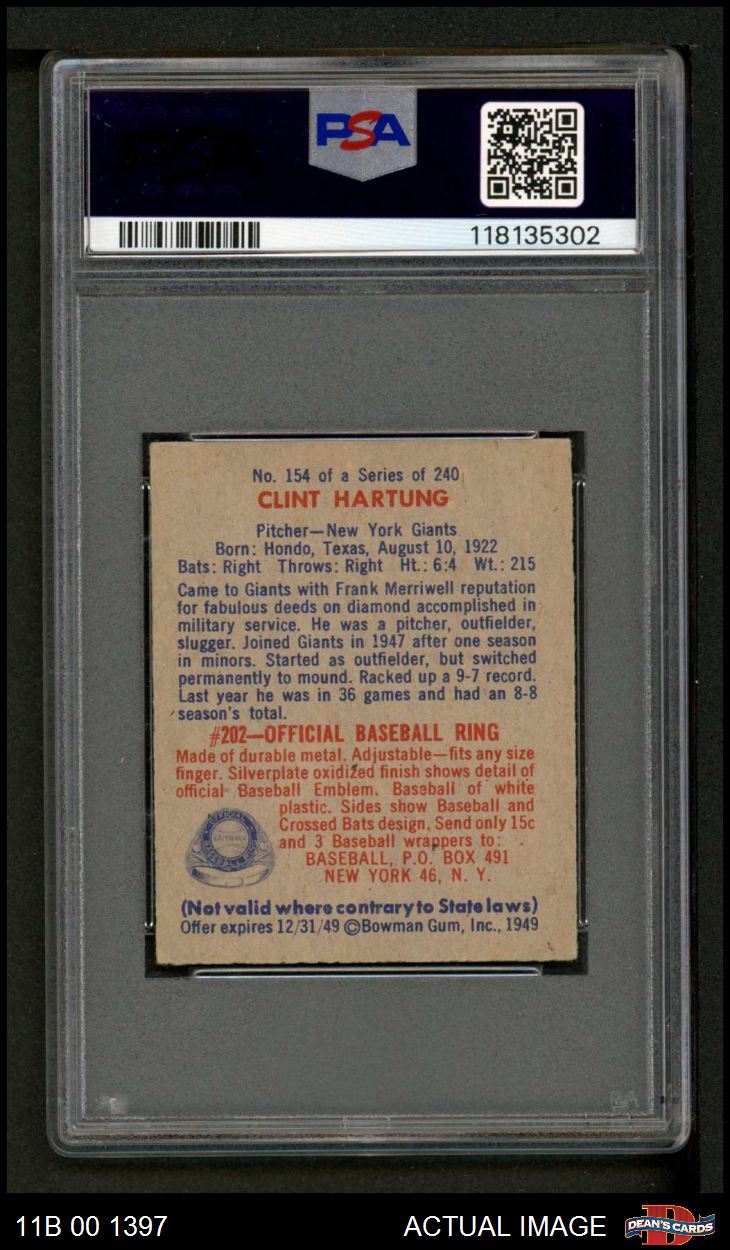 PSA
118135302
No. 154 of a Series of 240
CLINT HARTUNG
Pitcher—New York Giants
Born: Hondo, Texas, August 10, 1922
Bats: Right Throws: Right Ht.: 6:4 Wt.: 215
Came to Giants with Frank Merriwell reputation
for fabulous deeds on diamond accomplished in
military service. He was a pitcher, outfielder,
slugger. Joined Giants in 1947 after one season
in minors. Started as outfielder, but switched
permanently to mound. Racked up a 9-7 record.
Last year he was in 36 games and had an 8-8
season's total.
#202—OFFICIAL BASEBALL RING
Made of durable metal. Adjustable—fits any size
finger. Silverplate oxidized finish shows detail of
official Baseball Emblem. Baseball of white
plastic. Sides show Baseball and
Crossed Bats design. Send only 15c
and 3 Baseball wrappers to:
BASEBALL, P.O. BOX 491
NEW YORK 46, N. Y.
OFFICIAL
BASEBALL RING
(Not valid where contrary to State laws)
Offer expires 12/31/49 ©Bowman Gum, Inc., 1949
11B 00 1397
ACTUAL IMAGE
DEAN'S CARDS